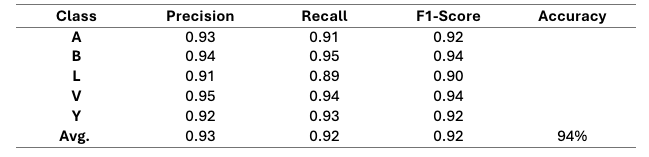 Class Precision Recall F1-Score Accuracy
A 0.93 0.91 0.92
B 0.94 0.95 0.94
L 0.91 0.89 0.90
V 0.95 0.94 0.94
Y 0.92 0.93 0.92
Avg. 0.93 0.92 0.92 94%